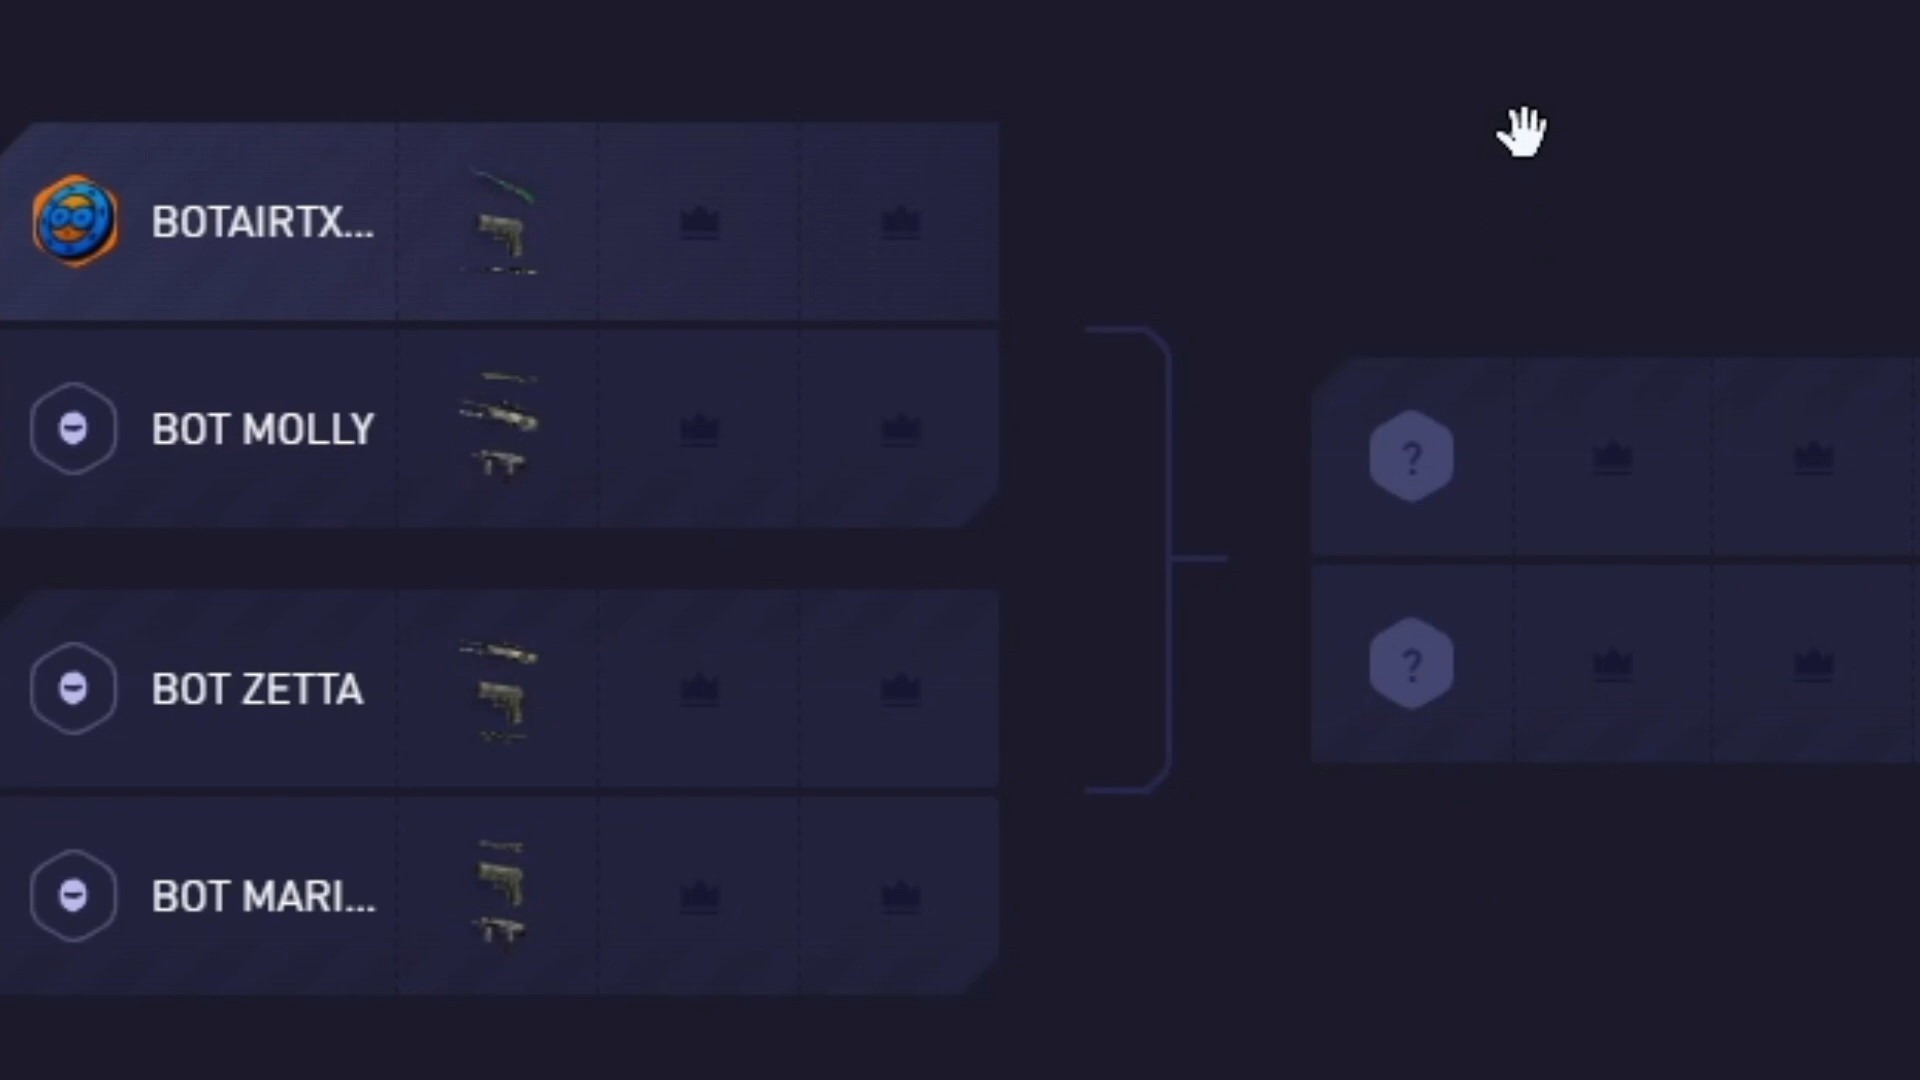 BOTAIRTX...
BOT MOLLY
?
BOT ZETTA
?
BOT MARI...